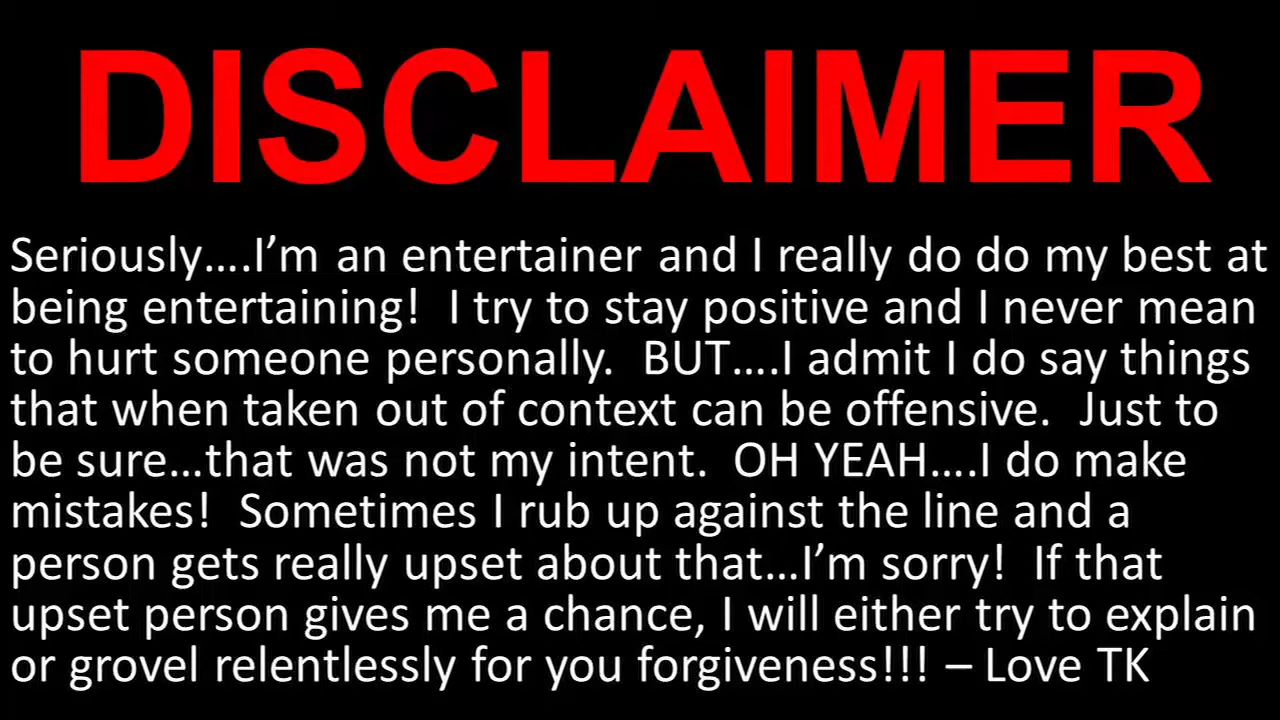 DISCLAIMER
Seriously….I’m an entertainer and I really do do my best at
being entertaining!  I try to stay positive and I never mean
to hurt someone personally.  BUT….I admit I do say things
that when taken out of context can be offensive.  Just to
be sure…that was not my intent.  OH YEAH….I do make
mistakes!  Sometimes I rub up against the line and a
person gets really upset about that…I’m sorry!  If that
upset person gives me a chance, I will either try to explain
or grovel relentlessly for you forgiveness!!! – Love TK